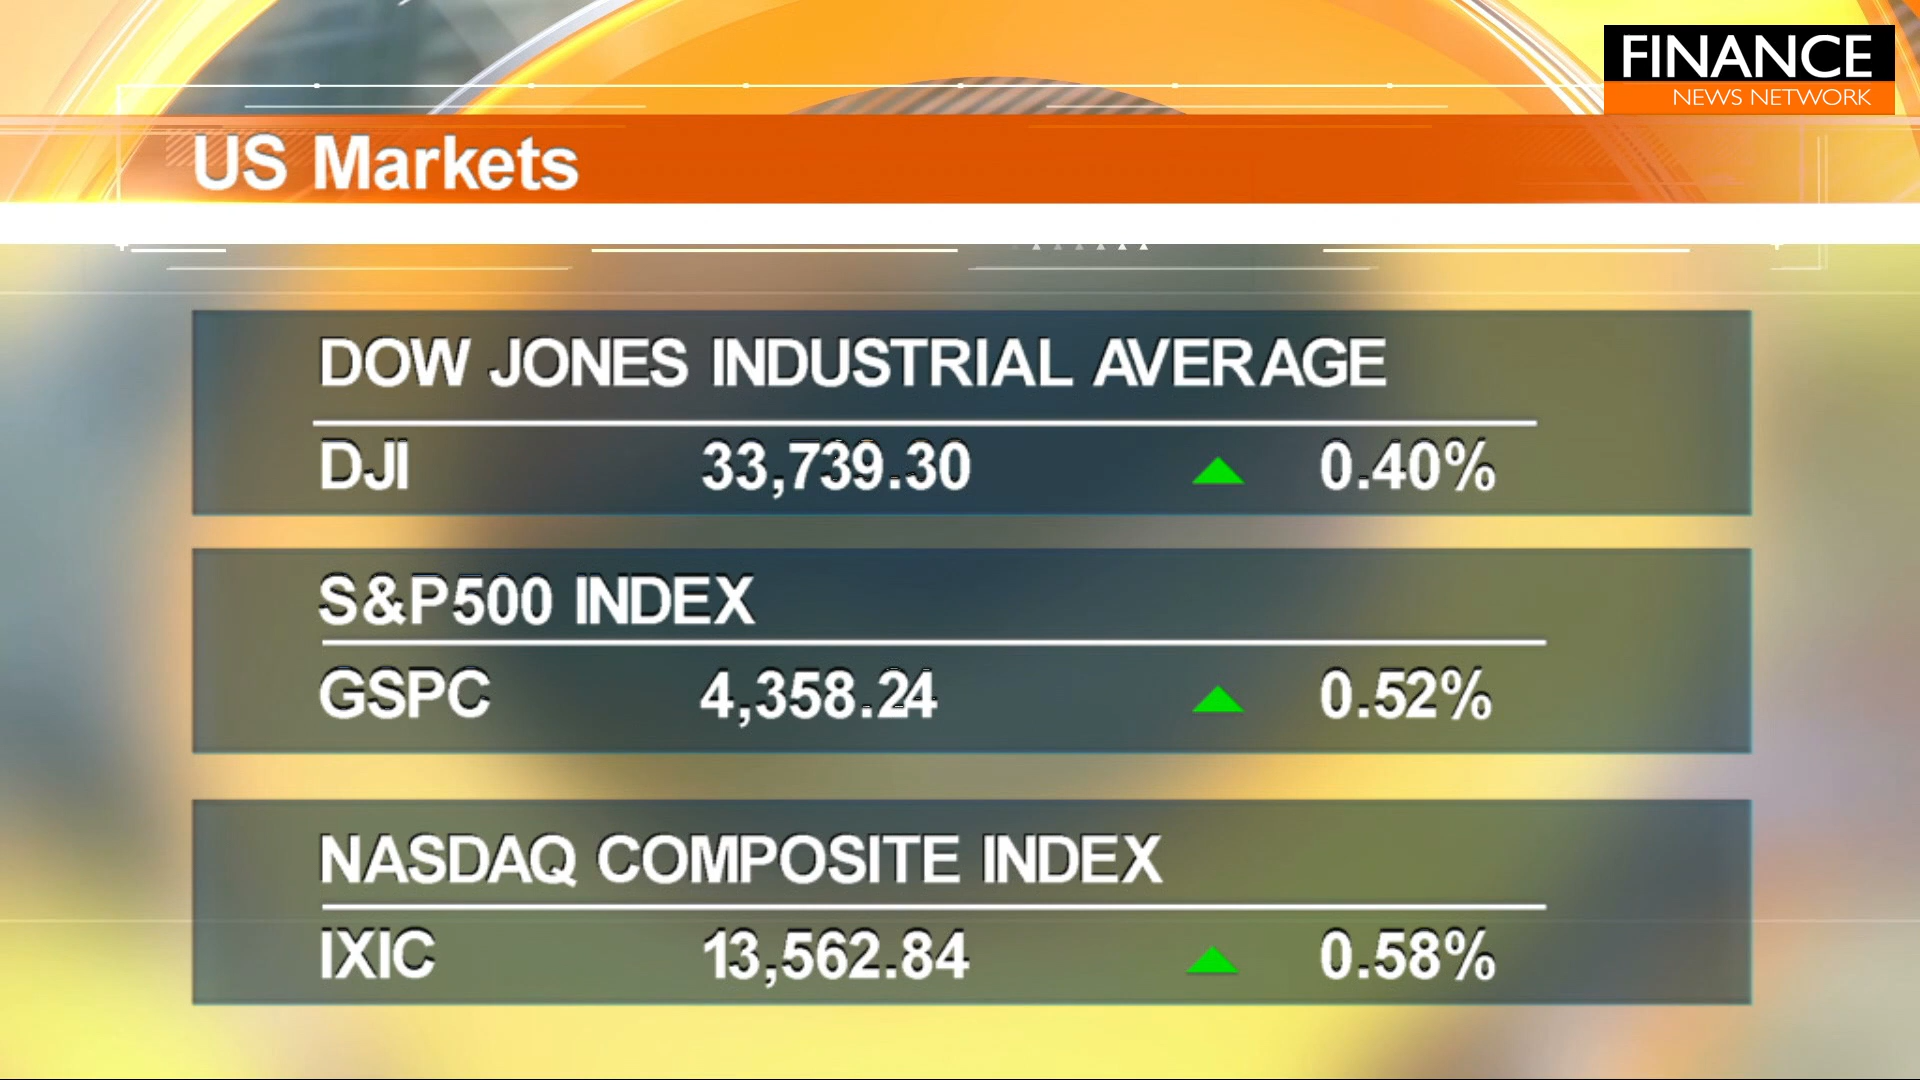 FINANCE
NEWS NETWORK
US Markets
DOW JONES INDUSTRIAL AVERAGE
DJI 33,739.30 0.40%
S&P500 INDEX
GSPC 4,358.24 0.52%
NASDAQ COMPOSITE INDEX
IXIC 13,562.84 0.58%